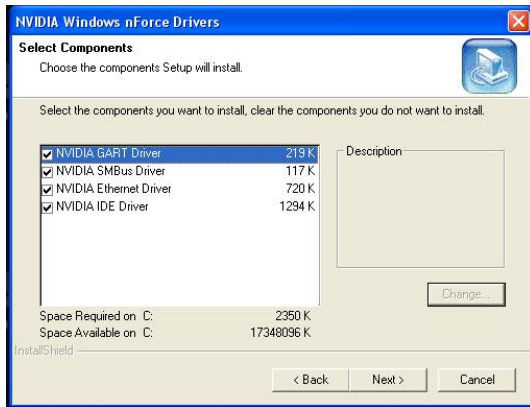 NVIDIA Windows nForce Drivers
Select Components
Choose the components Setup will install.
Select the components you want to install, clear the components you do not want to install.
NVIDIA GART Driver 219 K
NVIDIA SMBus Driver 117 K
NVIDIA Ethernet Driver 720 K
NVIDIA IDE Driver 1294 K
Description
Change...
Space Required on C: 2350 K
Space Available on C: 17348096 K
InstallShield
< Back Next > Cancel